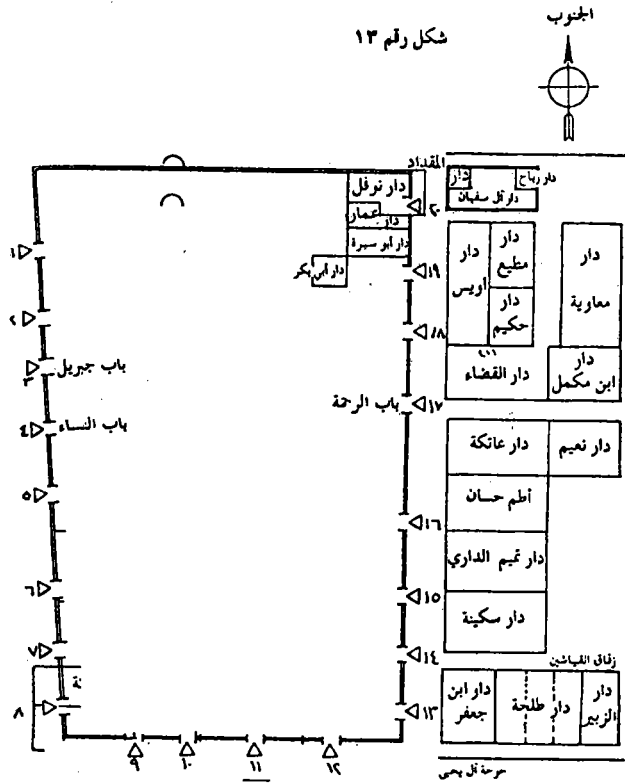 الجنوب
شكل رقم ١٣
المقداد
دار نوفل
دار عمار
دار أبو سبرة
دار أبي بكر
دار
دار رباح
دار آل سفيان
دار أويس
دار مطيع
دار حكيم
دار معاوية
دار القضاء
دار ابن مكمل
باب جبريل
باب النساء
باب الرحمة
دار عاتكة
دار نعيم
أطم حسان
دار تميم الداري
دار سكينة
زقاق القياشين
دار ابن جعفر
دار طلحة
دار الزبير
١
٢
٣
٤
٥
٦
٧
٨
٩
١٠
١١
١٢
١٣
١٤
١٥
١٦
١٧
١٨
١٩
٢٠